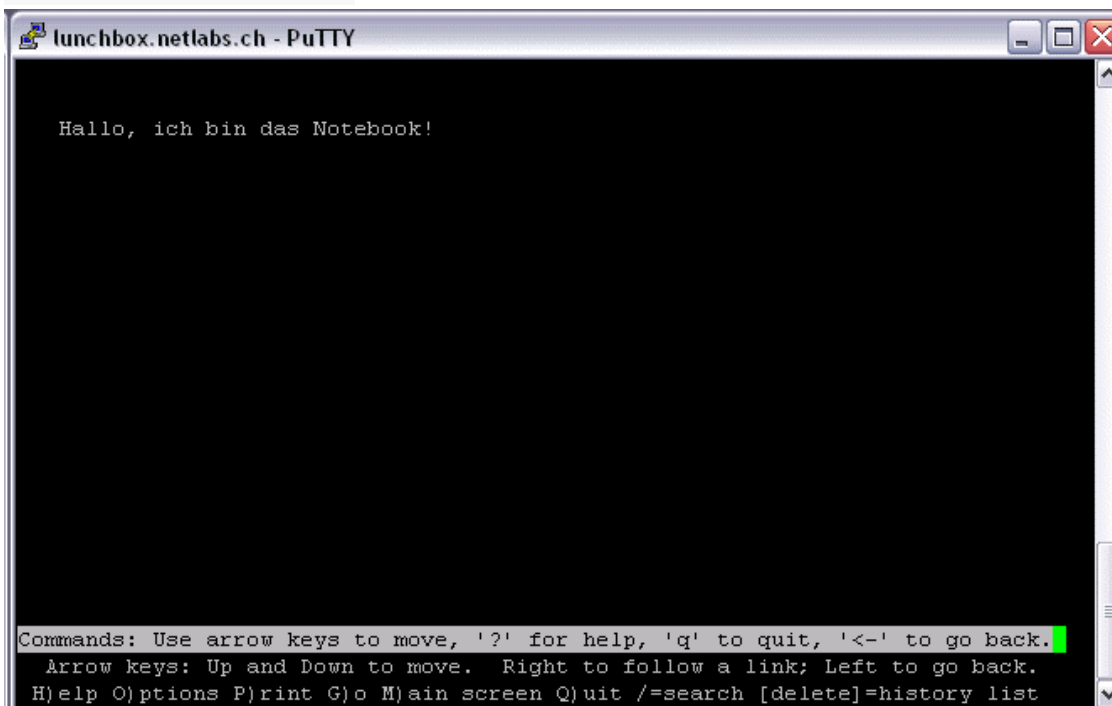 lunchbox.netlabs.ch - PuTTY
Hallo, ich bin das Notebook!
Commands: Use arrow keys to move, '?' for help, 'q' to quit, '<-' to go back.
Arrow keys: Up and Down to move.  Right to follow a link; Left to go back.
H)elp O)ptions P)rint G)o M)ain screen Q)uit /=search [delete]=history list